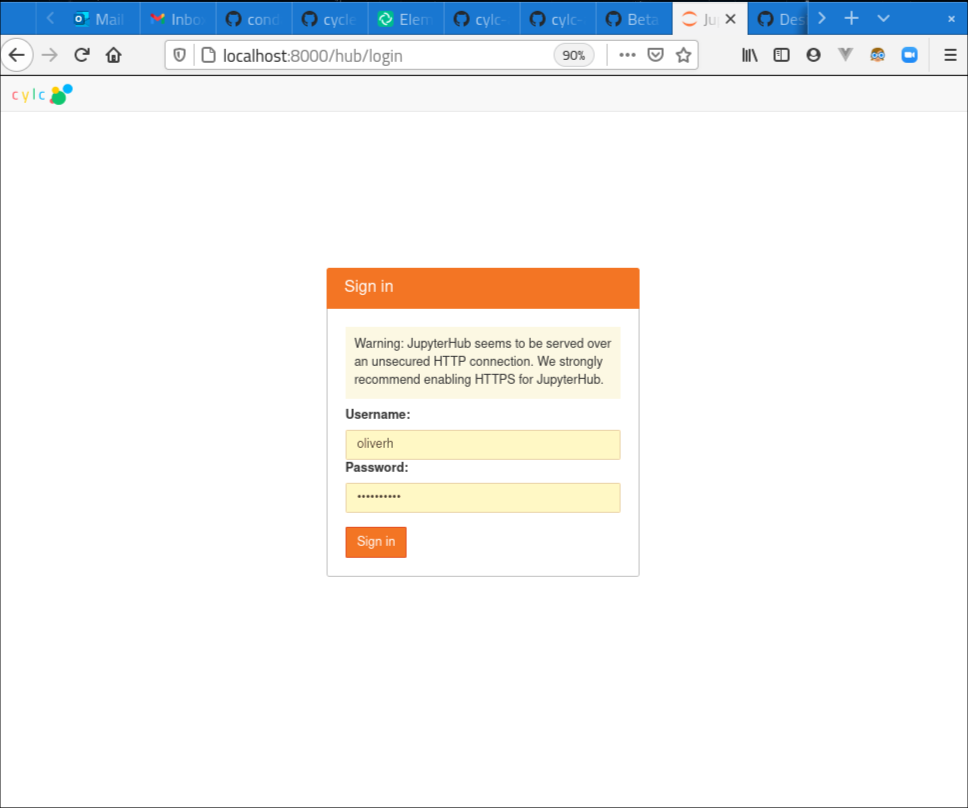 Mail
Inbo
cond
cycle
Elem
cylc-
cylc-
Beta
Ju
Des
localhost:8000/hub/login
90%
cylc
Sign in
Warning: JupyterHub seems to be served over
an unsecured HTTP connection. We strongly
recommend enabling HTTPS for JupyterHub.
Username:
oliverh
Password:
••••••••••
Sign in